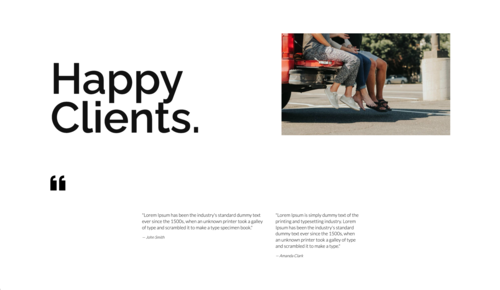 Happy
Clients.
“Lorem Ipsum has been the industry's standard dummy text
ever since the 1500s, when an unknown printer took a galley
of type and scrambled it to make a type specimen book.”
— John Smith
“Lorem Ipsum is simply dummy text of the
printing and typesetting industry. Lorem
Ipsum has been the industry's standard
dummy text ever since the 1500s, when
an unknown printer took a galley of type
and scrambled it to make a type.”
— Amanda Clark